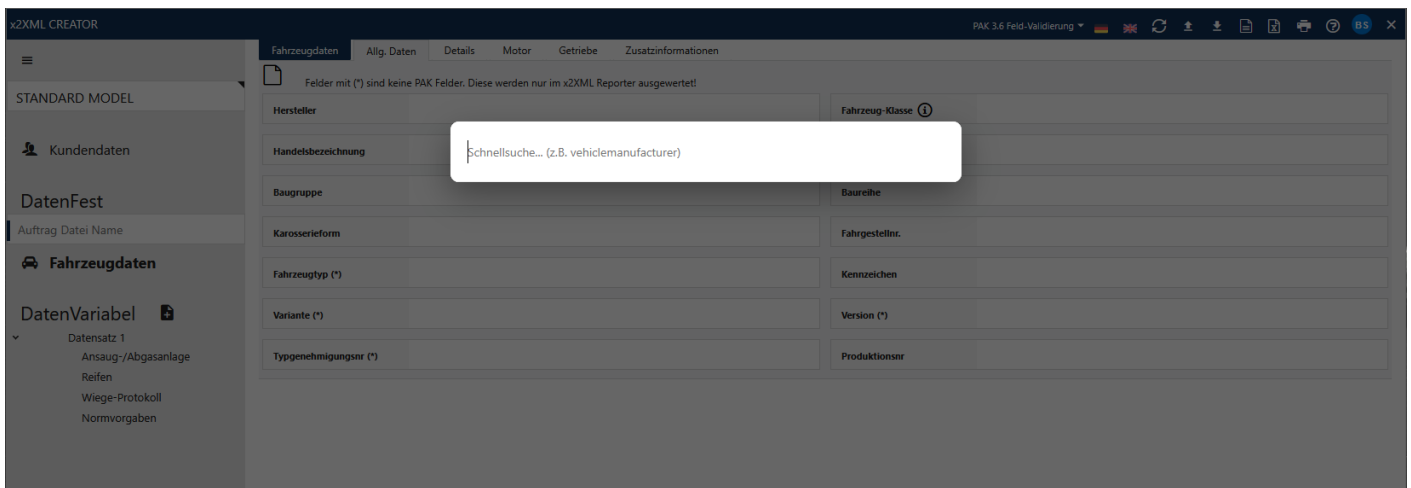 x2XML CREATOR
PAK 3.6 Feld-Validierung
BS
STANDARD MODEL
Kundendaten
DatenFest
Auftrag Datei Name
Fahrzeugdaten
DatenVariabel
Datensatz 1
Ansaug-/Abgasanlage
Reifen
Wiege-Protokoll
Normvorgaben
Fahrzeugdaten Allg. Daten Details Motor Getriebe Zusatzinformationen
Felder mit (*) sind keine PAK Felder. Diese werden nur im x2XML Reporter ausgewertet!
Hersteller Fahrzeug-Klasse
Schnellsuche... (z.B. vehiclemanufacturer)
Handelsbezeichnung
Baugruppe Baureihe
Karosserieform Fahrgestellnr.
Fahrzeugtyp (*) Kennzeichen
Variante (*) Version (*)
Typgenehmigungsnr (*) Produktionsnr